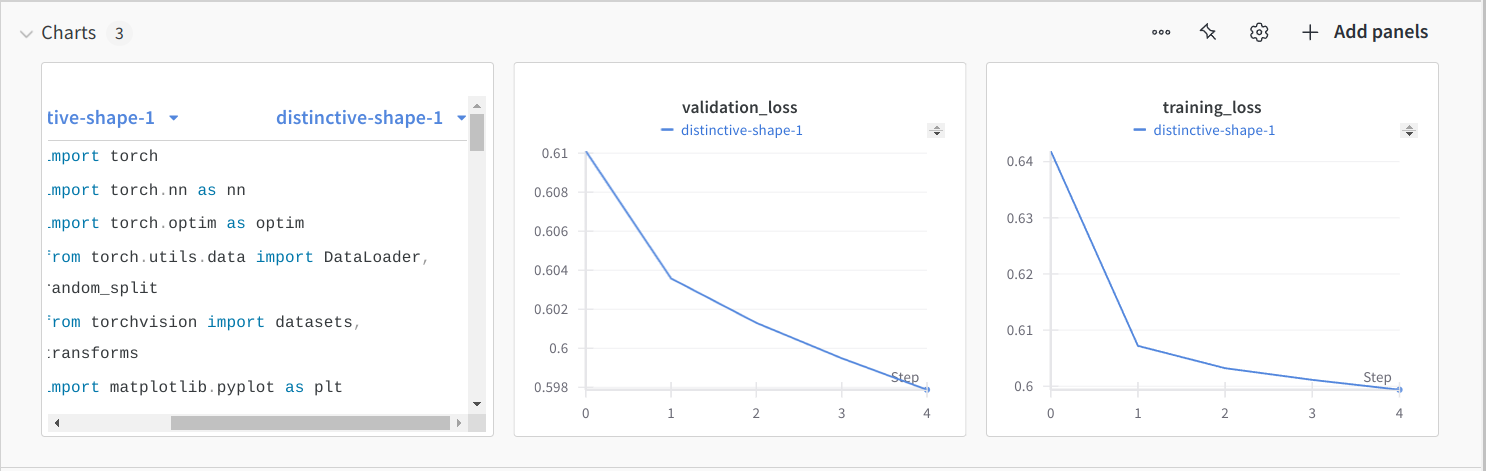 Charts 3
Add panels
tive-shape-1 distinctive-shape-1
mport torch
mport torch.nn as nn
mport torch.optim as optim
rom torch.utils.data import DataLoader,
random_split
rom torchvision import datasets,
transforms
mport matplotlib.pyplot as plt
validation_loss
distinctive-shape-1
0.61
0.608
0.606
0.604
0.602
0.6
0.598
Step
0 1 2 3 4
training_loss
distinctive-shape-1
0.64
0.63
0.62
0.61
0.6
Step
0 1 2 3 4